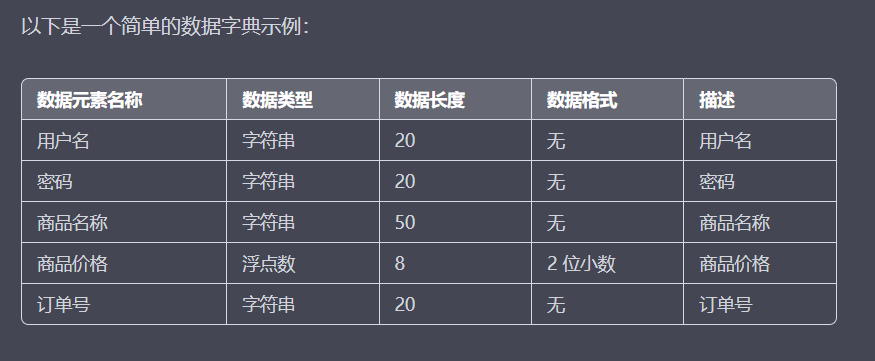 以下是一个简单的数据字典示例：
数据元素名称 数据类型 数据长度 数据格式 描述
用户名 字符串 20 无 用户名
密码 字符串 20 无 密码
商品名称 字符串 50 无 商品名称
商品价格 浮点数 8 2 位小数 商品价格
订单号 字符串 20 无 订单号